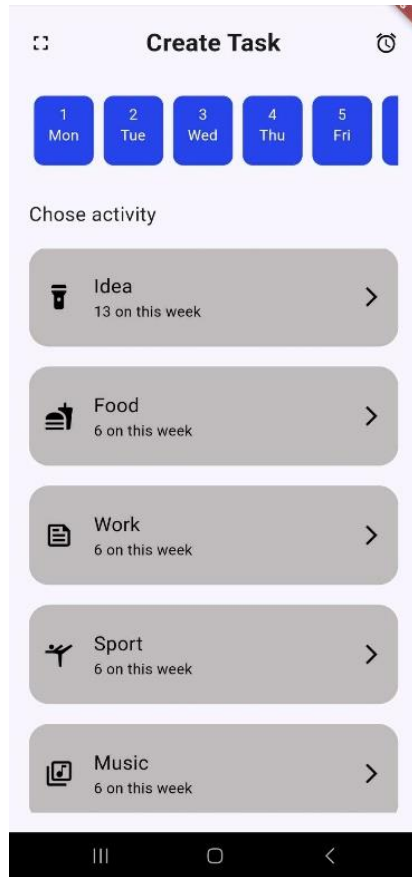 Create Task
1 2 3 4 5
Mon Tue Wed Thu Fri
Chose activity
Idea
13 on this week
Food
6 on this week
Work
6 on this week
Sport
6 on this week
Music
6 on this week